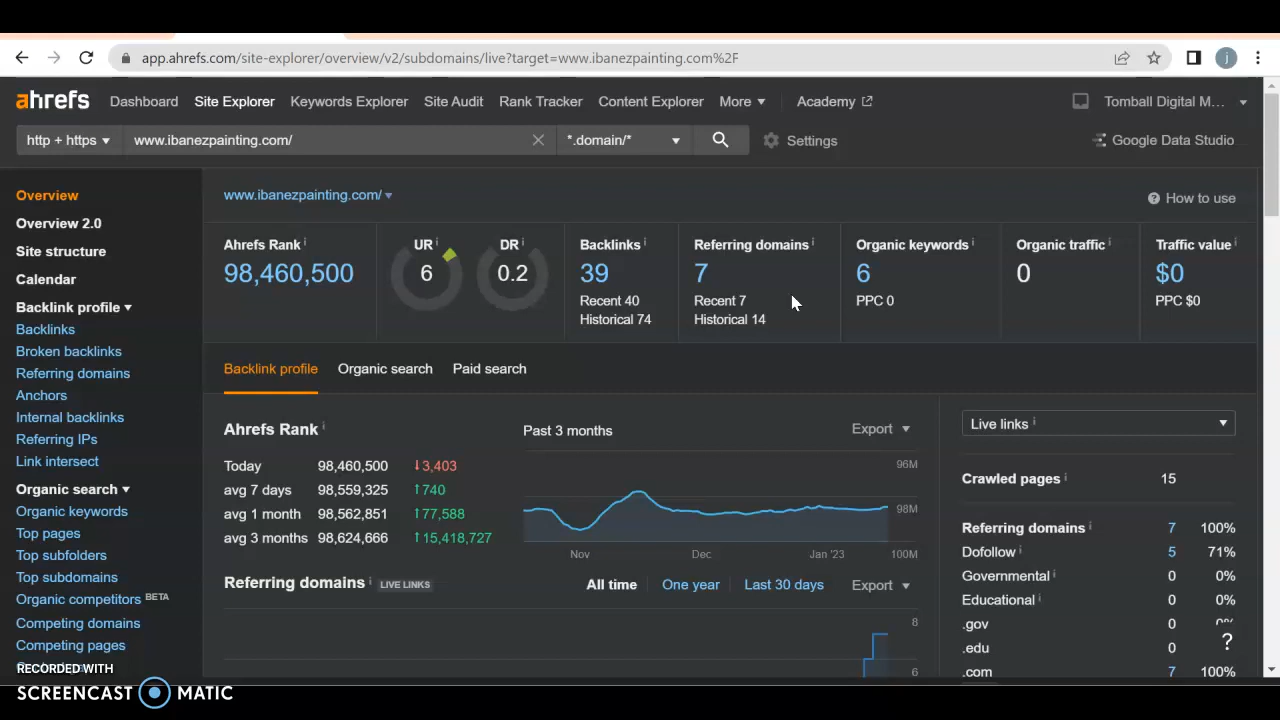 app.ahrefs.com/site-explorer/overview/v2/subdomains/live?target=www.ibanezpainting.com%2F
j
ahrefs Dashboard Site Explorer Keywords Explorer Site Audit Rank Tracker Content Explorer More Academy Tomball Digital M...
http + https www.ibanezpainting.com/ *.domain/* Settings Google Data Studio
Overview
Overview 2.0
Site structure
Calendar
Backlink profile
Backlinks
Broken backlinks
Referring domains
Anchors
Internal backlinks
Referring IPs
Link intersect
Organic search
Organic keywords
Top pages
Top subfolders
Top subdomains
Organic competitors BETA
Competing domains
Competing pages
www.ibanezpainting.com/
? How to use
Ahrefs Rank i
98,460,500
UR i
6
DR i
0.2
Backlinks i
39
Recent 40
Historical 74
Referring domains i
7
Recent 7
Historical 14
Organic keywords i
6
PPC 0
Organic traffic i
0
Traffic value i
$0
PPC $0
Backlink profile Organic search Paid search
Ahrefs Rank i
Today 98,460,500 ↓3,403
avg 7 days 98,559,325 ↑740
avg 1 month 98,562,851 ↑77,588
avg 3 months 98,624,666 ↑15,418,727
Past 3 months Export
96M
98M
100M
Nov Dec Jan '23
Referring domains i LIVE LINKS All time One year Last 30 days Export
8
6
Live links i
Crawled pages i 15
Referring domains i 7 100%
Dofollow i 5 71%
Governmental i 0 0%
Educational i 0 0%
.gov 0
.edu 0
.com 7 100%
?
RECORDED WITH
SCREENCAST MATIC